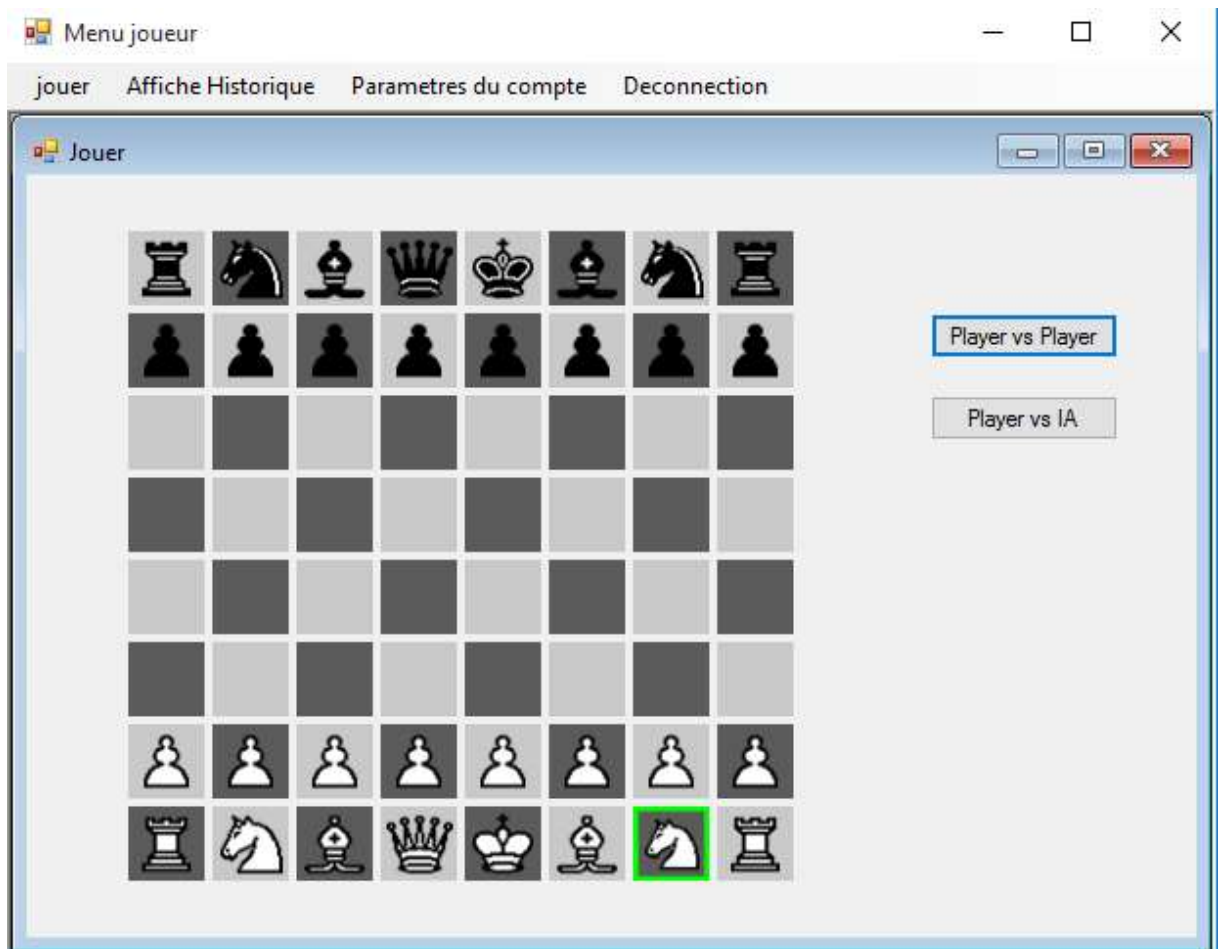 Menu joueur
jouer Affiche Historique Parametres du compte Deconnection
Jouer
Player vs Player
Player vs IA